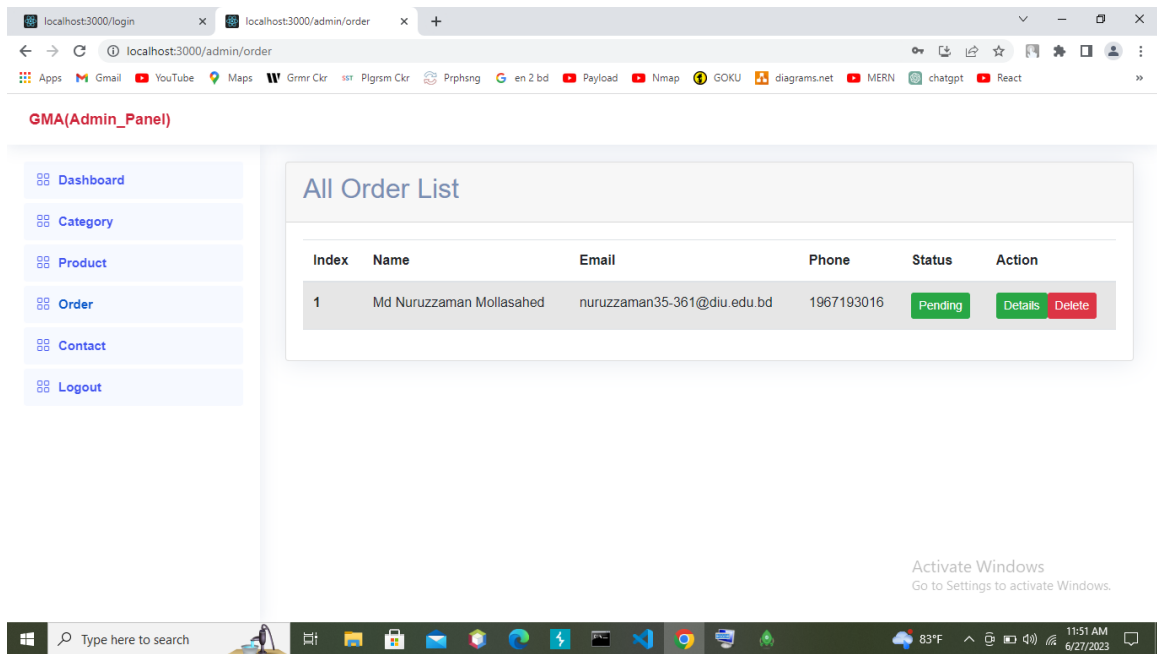 localhost:3000/login
localhost:3000/admin/order
localhost:3000/admin/order
Apps Gmail YouTube Maps Grmr Ckr SST Plgrsm Ckr Prphsng en 2 bd Payload Nmap GOKU diagrams.net MERN chatgpt React »
GMA(Admin_Panel)
Dashboard
Category
Product
Order
Contact
Logout
All Order List
Index Name Email Phone Status Action
1 Md Nuruzzaman Mollasahed nuruzzaman35-361@diu.edu.bd 1967193016 Pending Details Delete
Activate Windows
Go to Settings to activate Windows.
Type here to search
83°F
11:51 AM
6/27/2023